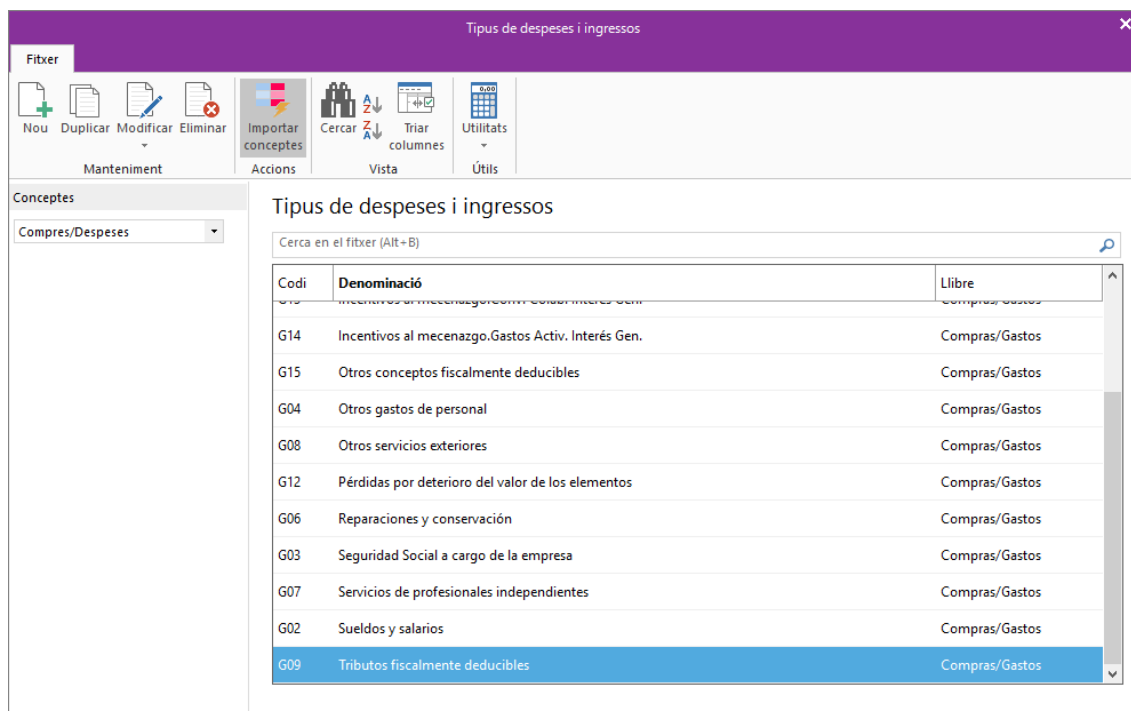 Tipus de despeses i ingressos
Fitxer
Nou Duplicar Modificar Eliminar
Importar conceptes
Cercar
Triar columnes
Utilitats
Manteniment Accions Vista Útils
Conceptes
Compres/Despeses
Tipus de despeses i ingressos
Cerca en el fitxer (Alt+B)
Codi Denominació Llibre
G14 Incentivos al mecenazgo.Gastos Activ. Interés Gen. Compras/Gastos
G15 Otros conceptos fiscalmente deducibles Compras/Gastos
G04 Otros gastos de personal Compras/Gastos
G08 Otros servicios exteriores Compras/Gastos
G12 Pérdidas por deterioro del valor de los elementos Compras/Gastos
G06 Reparaciones y conservación Compras/Gastos
G03 Seguridad Social a cargo de la empresa Compras/Gastos
G07 Servicios de profesionales independientes Compras/Gastos
G02 Sueldos y salarios Compras/Gastos
G09 Tributos fiscalmente deducibles Compras/Gastos